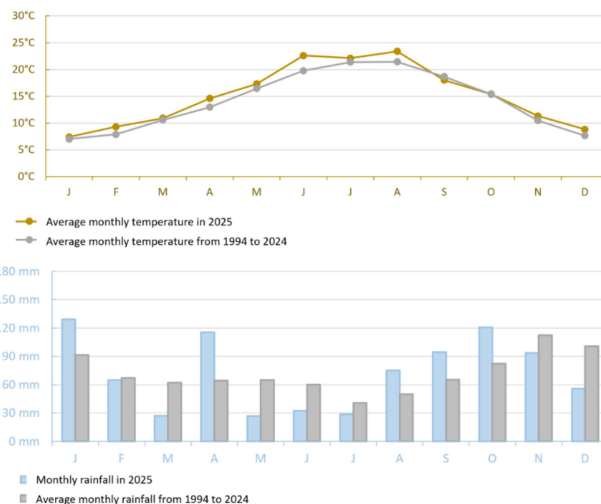 30°C
25°C
20°C
15°C
10°C
5°C
0°C
J F M A M J J A S O N D
Average monthly temperature in 2025
Average monthly temperature from 1994 to 2024
180 mm
150 mm
120 mm
90 mm
60 mm
30 mm
0 mm
J F M A M J J A S O N D
Monthly rainfall in 2025
Average monthly rainfall from 1994 to 2024